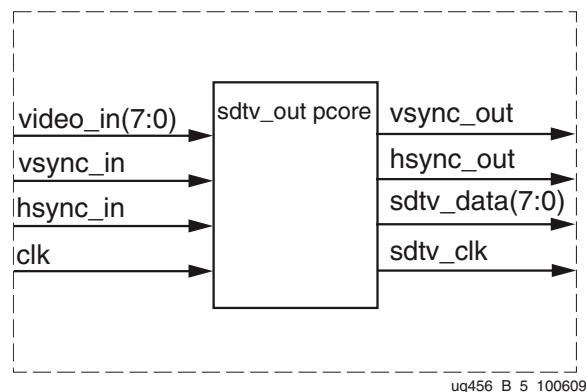 video_in(7:0)
vsync_in
hsync_in
clk
sdtv_out pcore
vsync_out
hsync_out
sdtv_data(7:0)
sdtv_clk
ug456_B_5_100609